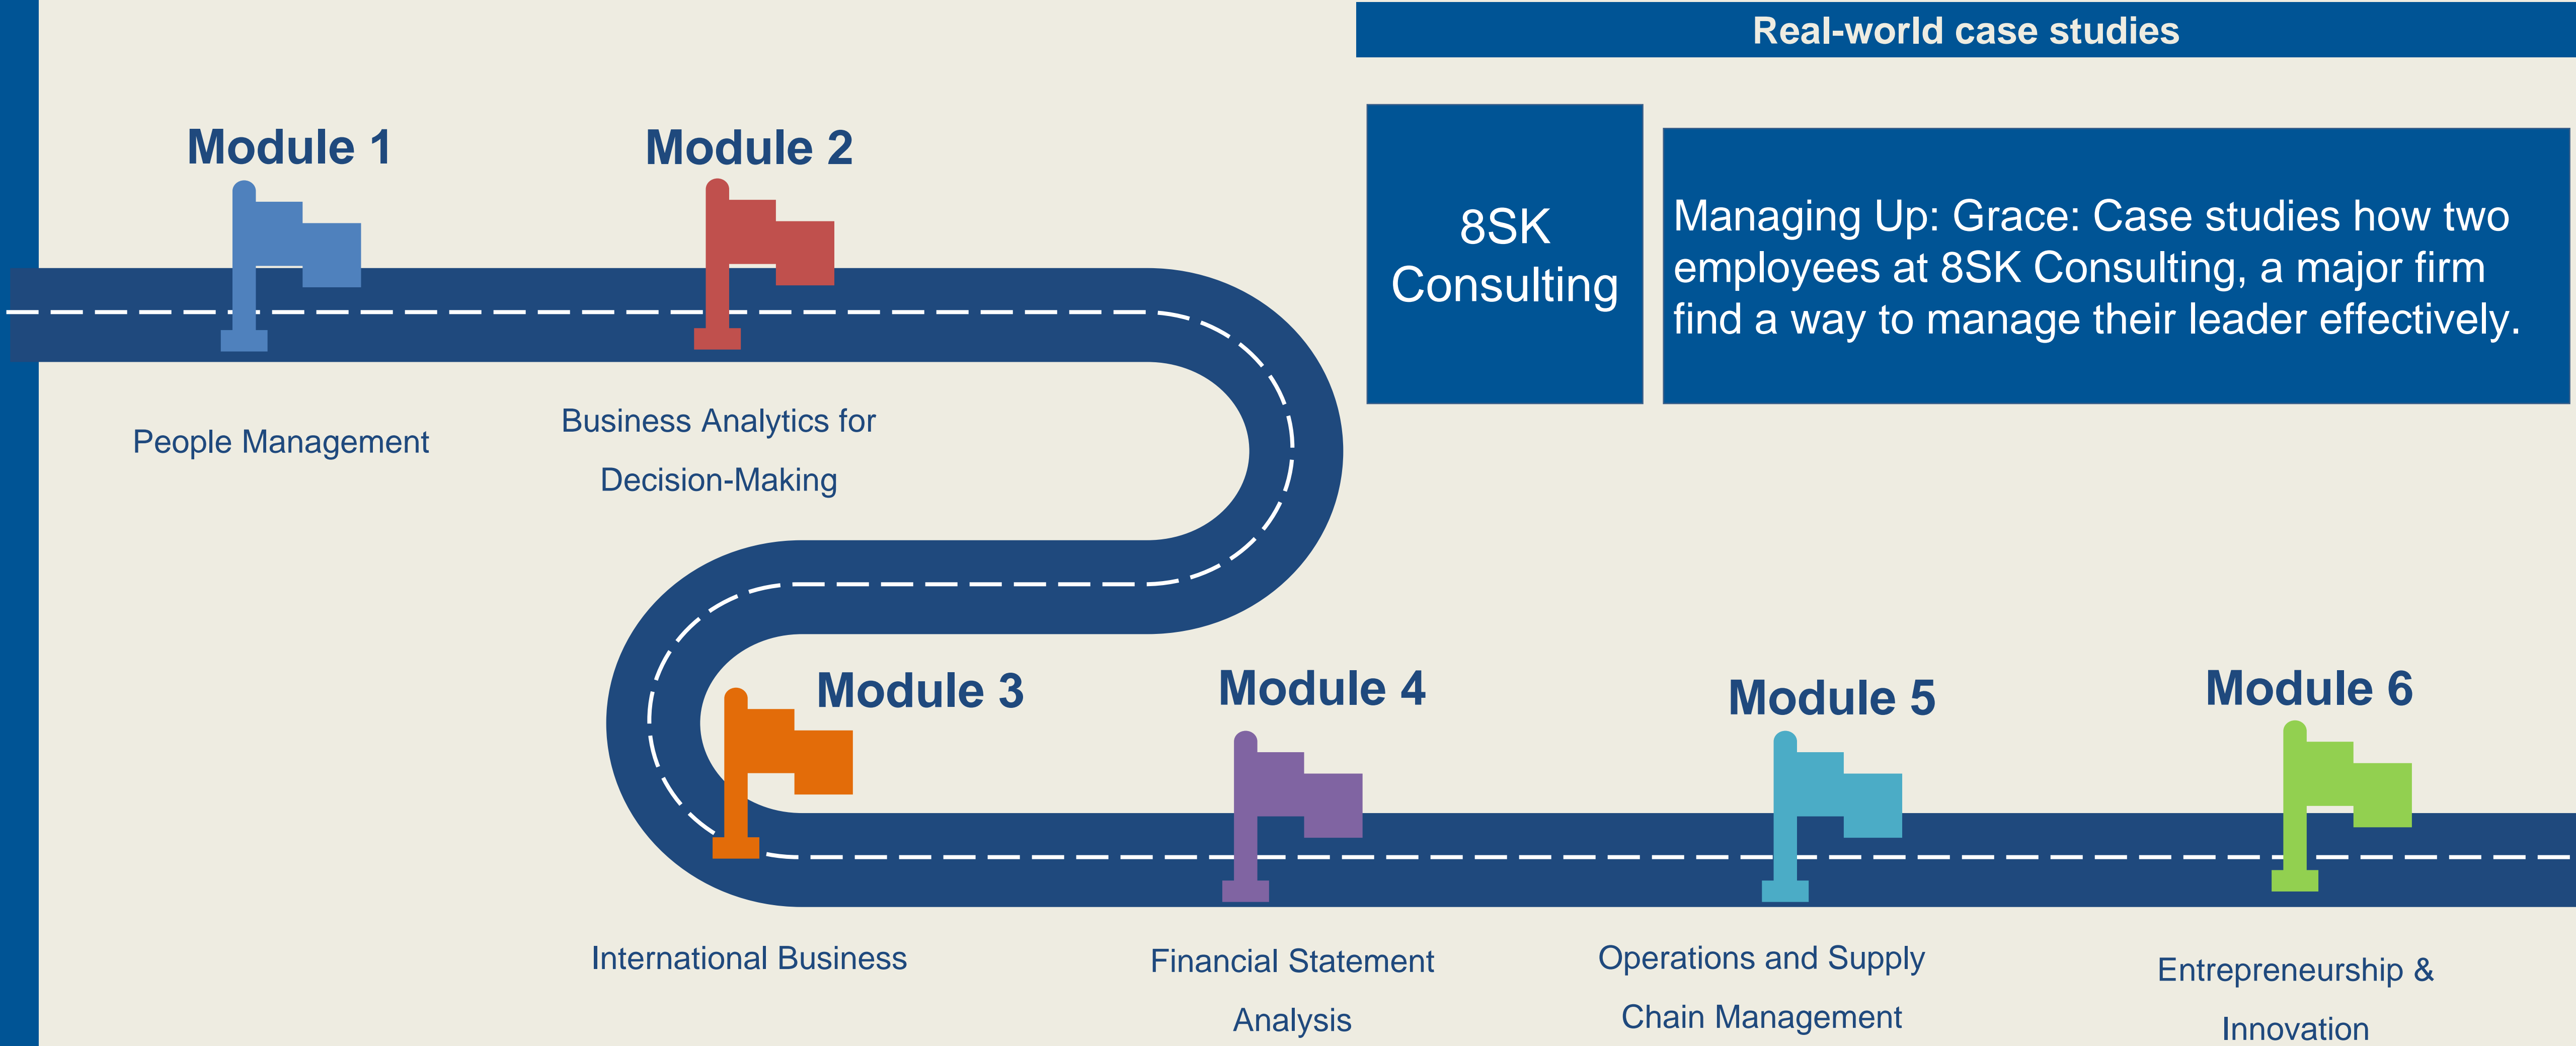 Real-world case studies
Module 1
Module 2
8SK
Consulting
Managing Up: Grace: Case studies how two
employees at 8SK Consulting, a major firm
find a way to manage their leader effectively.
People Management
Business Analytics for
Decision-Making
Module 3
Module 4
Module 5
Module 6
International Business
Financial Statement
Analysis
Operations and Supply
Chain Management
Entrepreneurship &
Innovation